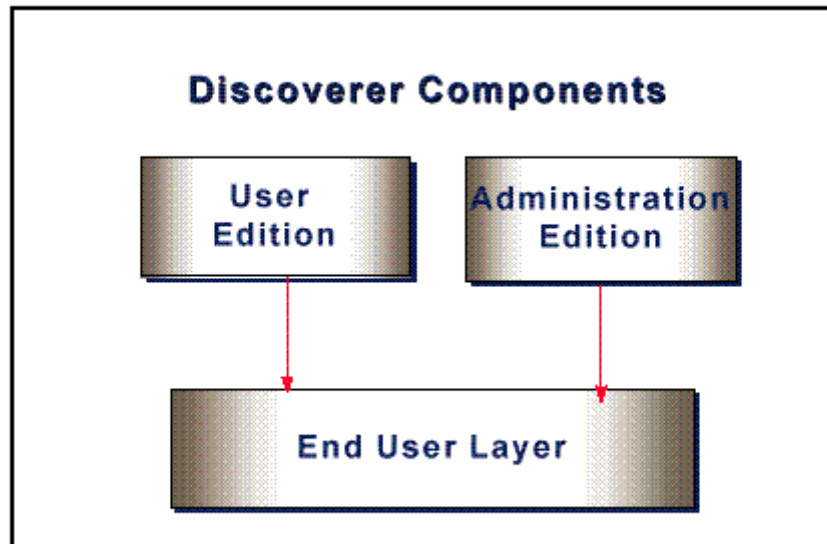 Discoverer Components
User
Edition
Administration
Edition
End User Layer